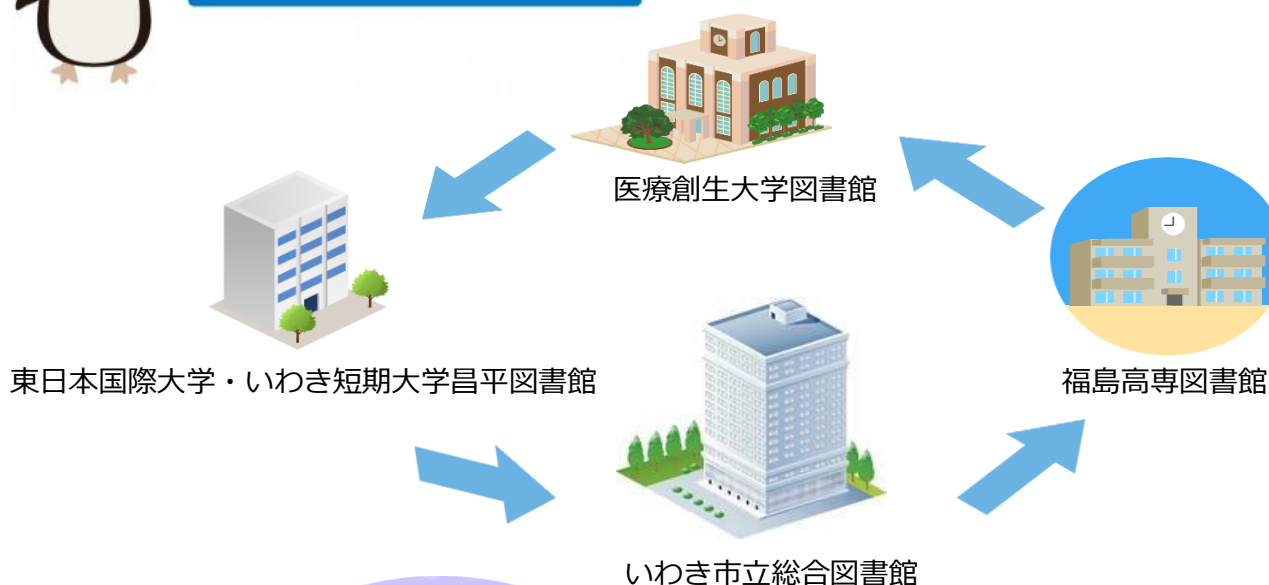 医療創生大学図書館
東日本国際大学・いわき短期大学昌平図書館
福島高専図書館
いわき市立総合図書館